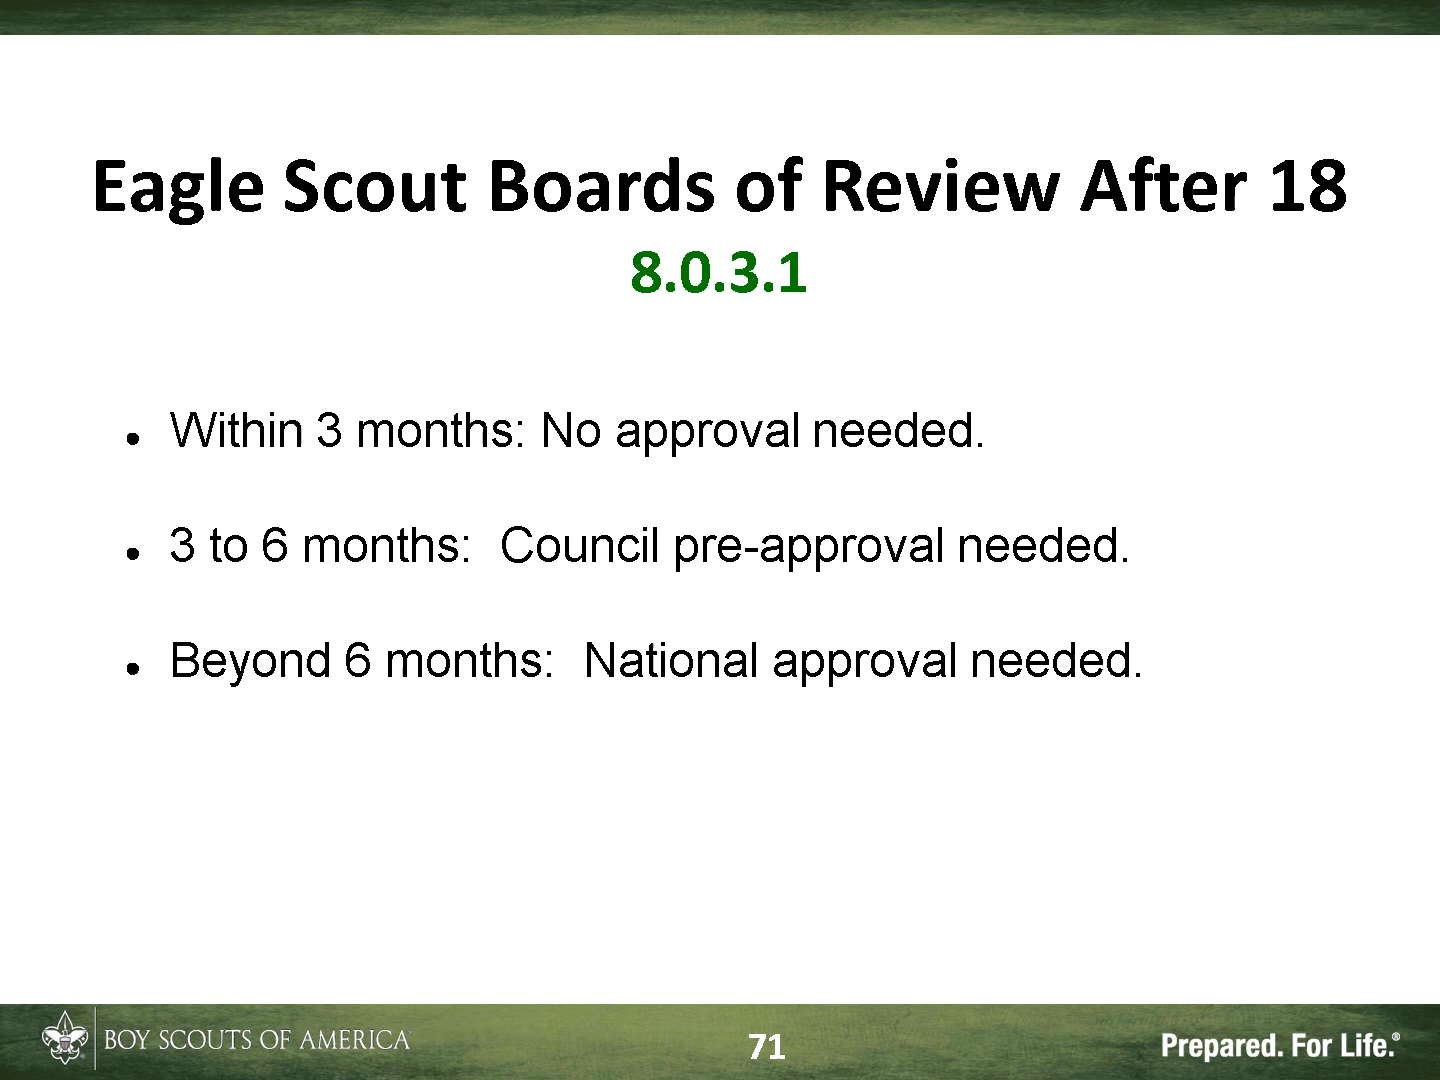 Eagle Scout Boards of Review After 18
8.0.3.1
● Within 3 months: No approval needed.
● 3 to 6 months:  Council pre-approval needed.
● Beyond 6 months:  National approval needed.
BOY SCOUTS OF AMERICA
71
Prepared. For Life.®